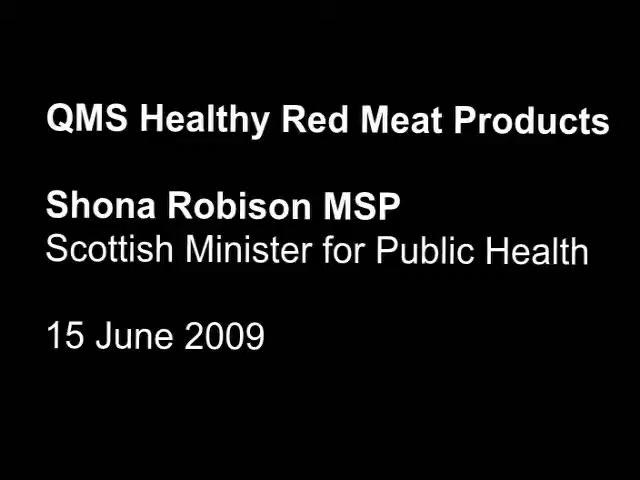 QMS Healthy Red Meat Products
Shona Robison MSP
Scottish Minister for Public Health
15 June 2009